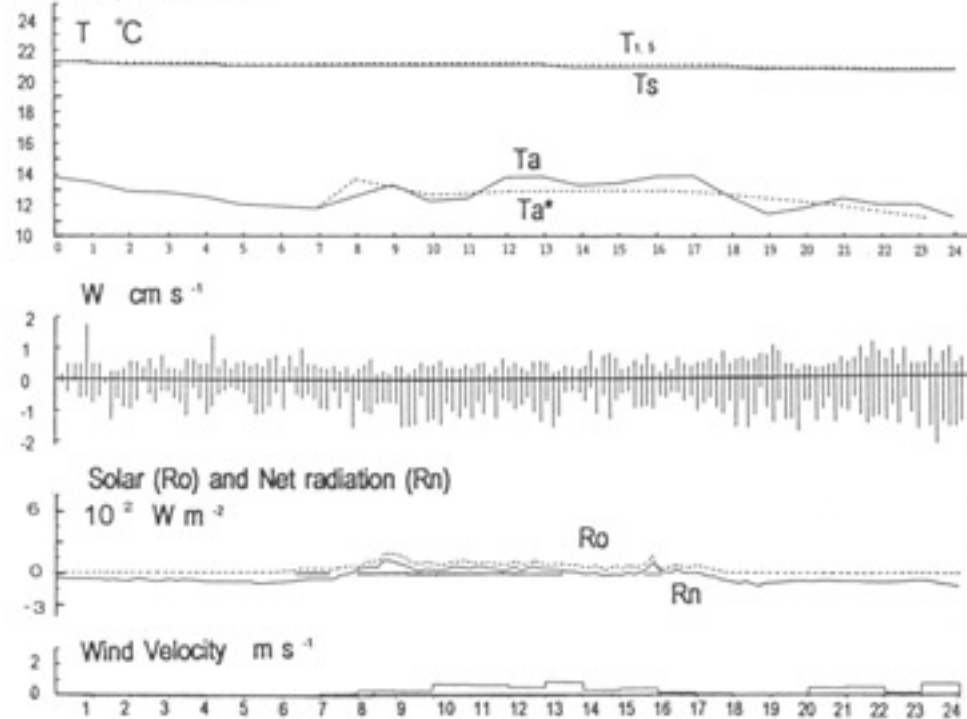 24
T °C
22
T₁.₅
Ts
20
18
16
14
Ta
12
Ta*
10
0 1 2 3 4 5 6 7 8 9 10 11 12 13 14 15 16 17 18 19 20 21 22 23 24
W cm s⁻¹
2
1
0
-1
-2
Solar (Ro) and Net radiation (Rn)
6
10² W m⁻²
Ro
0
Rn
-3
Wind Velocity m s⁻¹
2
0
1 2 3 4 5 6 7 8 9 10 11 12 13 14 15 16 17 18 19 20 21 22 23 24